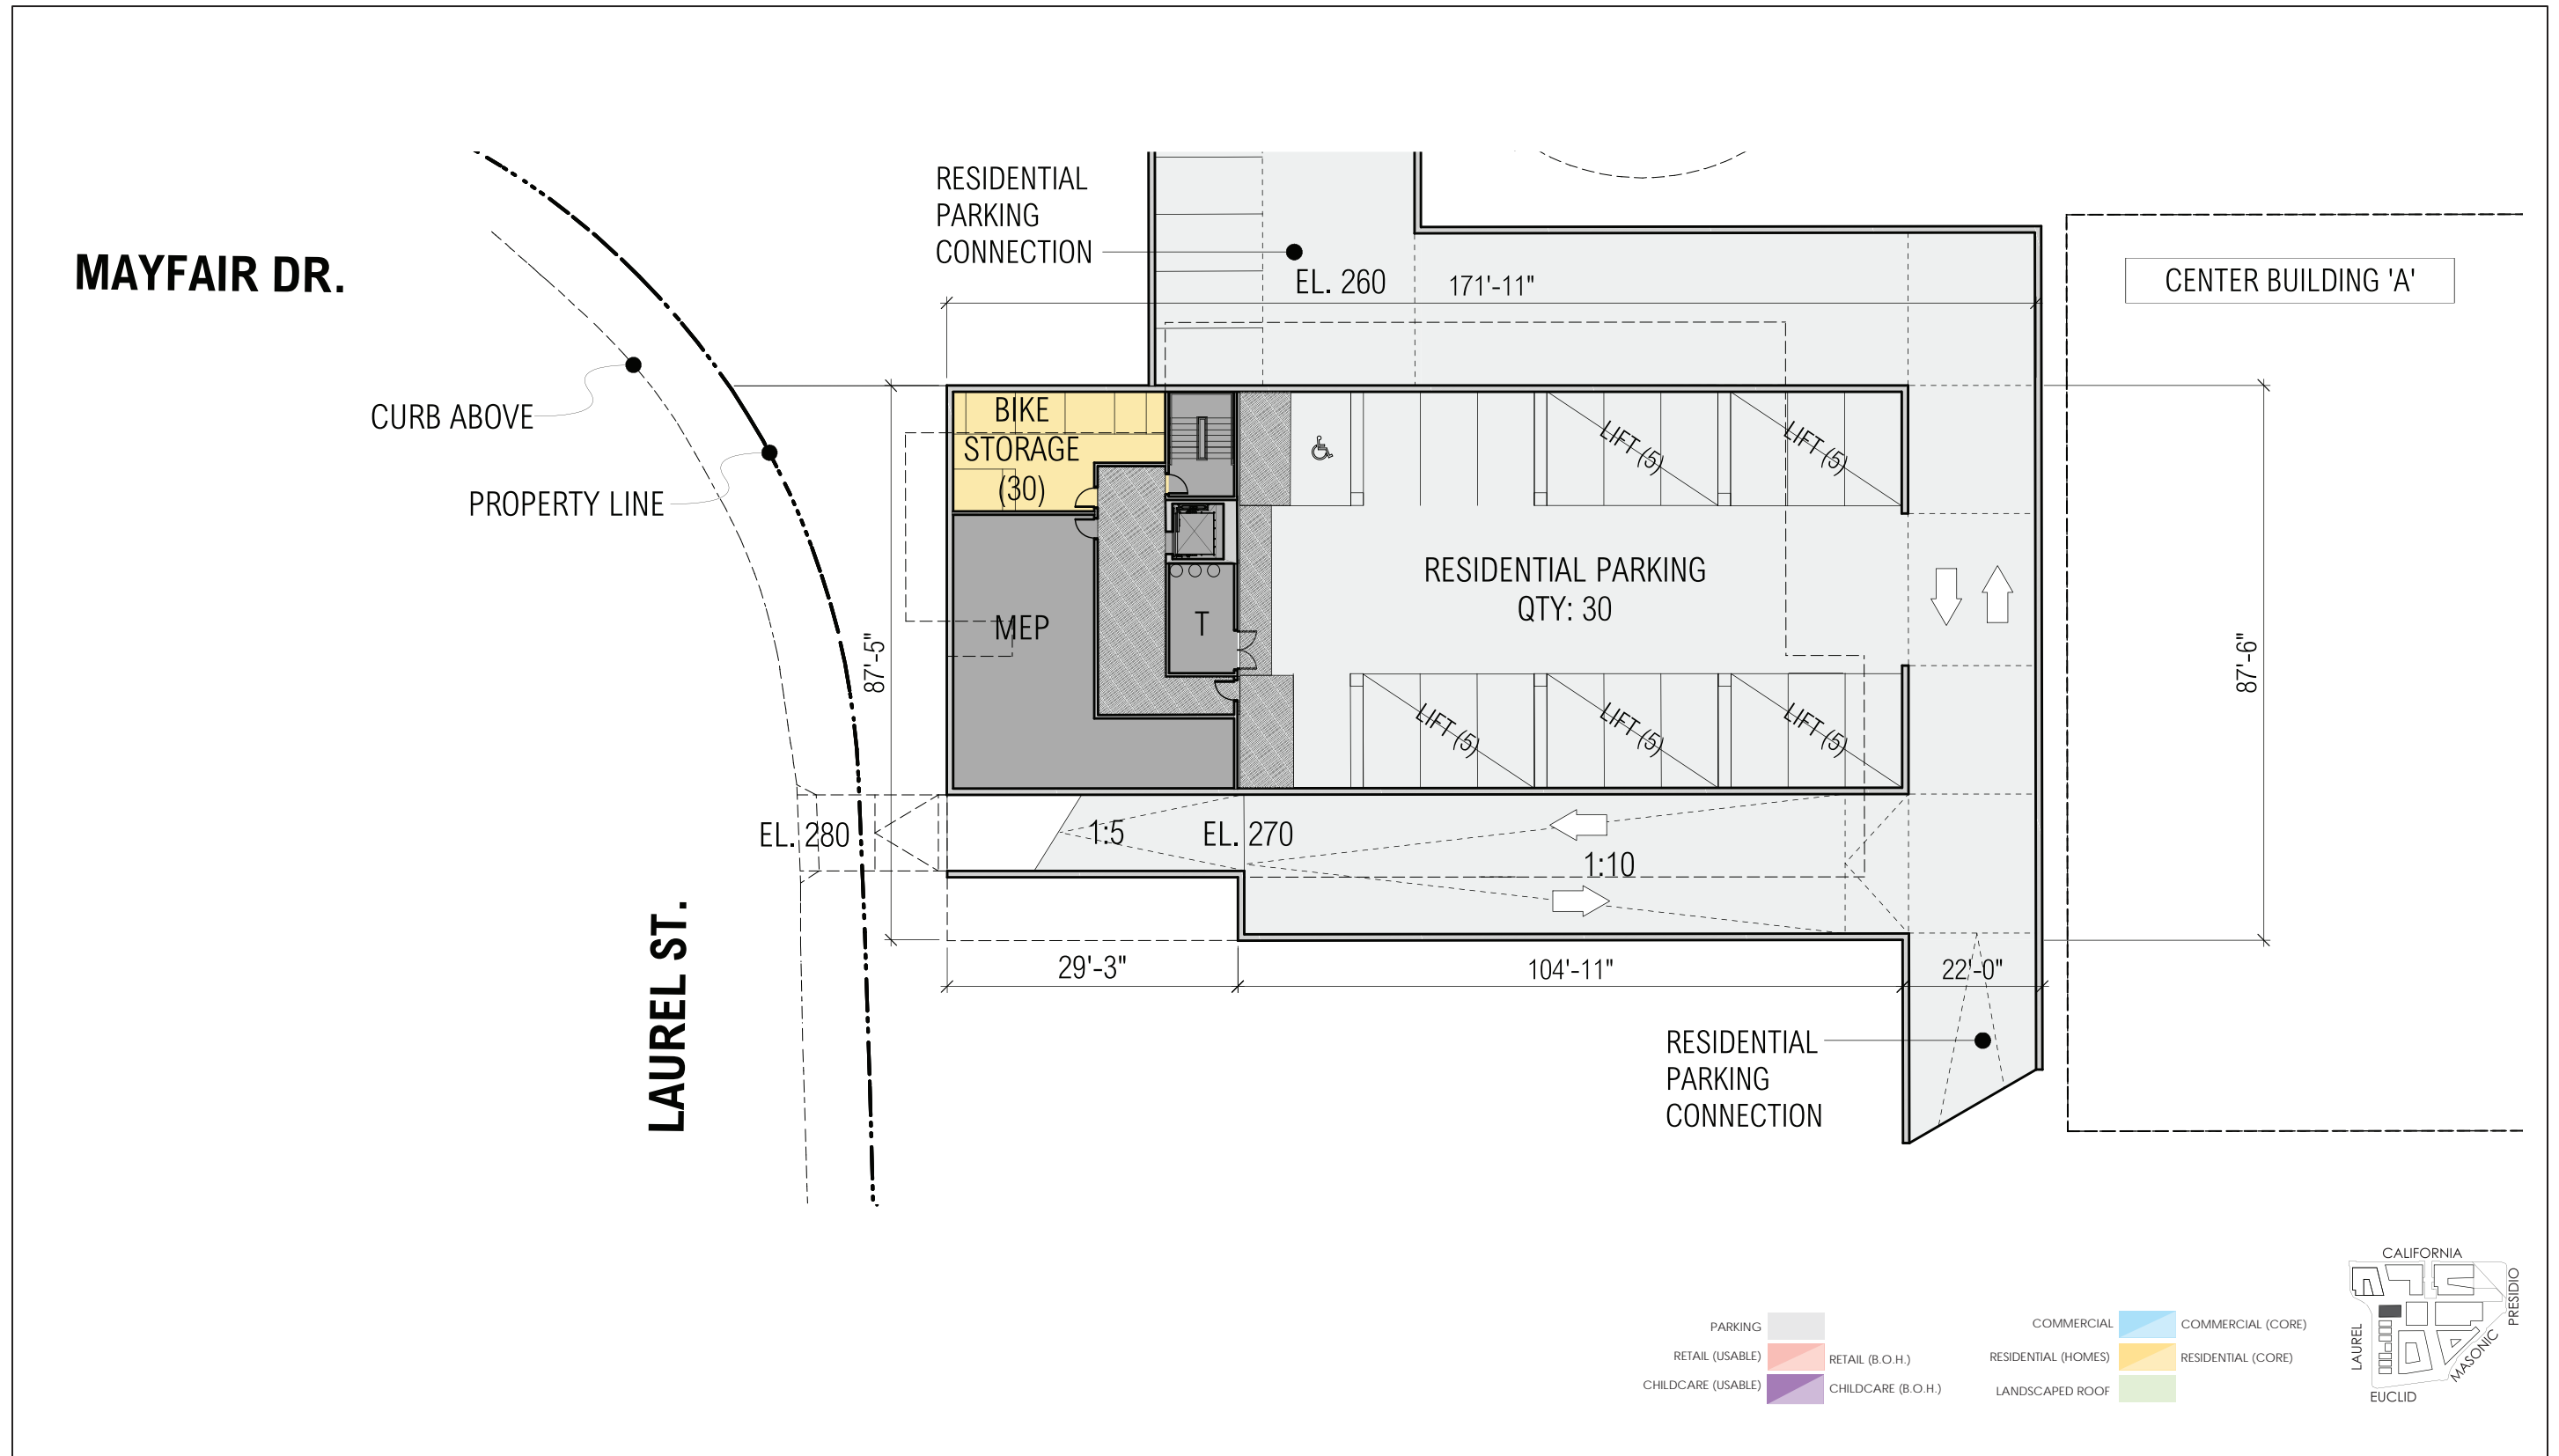 RESIDENTIAL
PARKING
CONNECTION
MAYFAIR DR.
EL. 260
171'-11"
CENTER BUILDING 'A'
CURB ABOVE
PROPERTY LINE
BIKE
STORAGE
(30)
LIFT (5)
LIFT (5)
RESIDENTIAL PARKING
QTY: 30
MEP
T
87'-5"
87'-6"
LIFT (5)
LIFT (5)
LIFT (5)
EL. 280
1:5
EL. 270
1:10
LAUREL ST.
29'-3"
104'-11"
22'-0"
RESIDENTIAL
PARKING
CONNECTION
PARKING
RETAIL (USABLE)
RETAIL (B.O.H.)
CHILDCARE (USABLE)
CHILDCARE (B.O.H.)
COMMERCIAL
COMMERCIAL (CORE)
RESIDENTIAL (HOMES)
RESIDENTIAL (CORE)
LANDSCAPED ROOF
CALIFORNIA
PRESIDIO
LAUREL
MASONIC
EUCLID